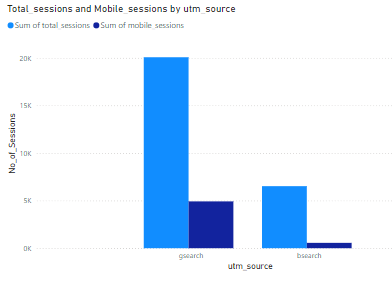 Total_sessions and Mobile_sessions by utm_source
Sum of total_sessions Sum of mobile_sessions
20K
15K
10K
5K
0K
No_of_Sessions
gsearch bsearch
utm_source